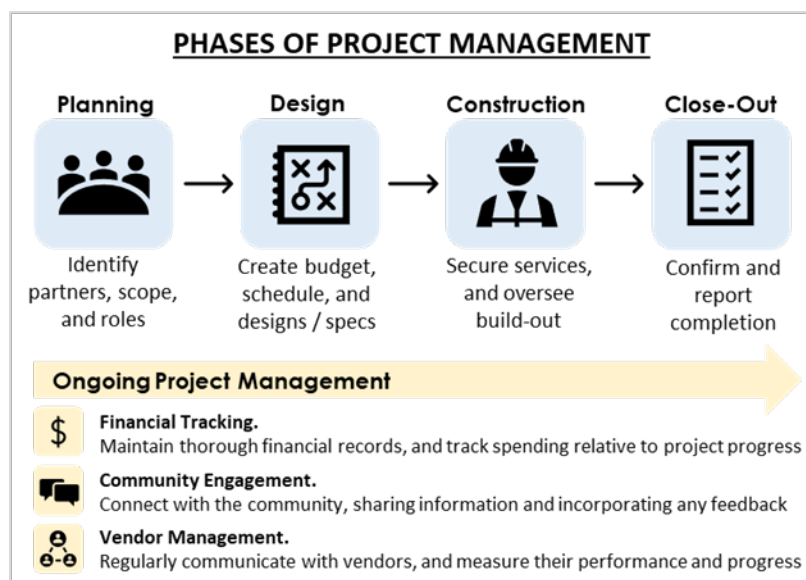 PHASES OF PROJECT MANAGEMENT
Planning
Design
Construction
Close-Out
Identify
partners, scope,
and roles
Create budget,
schedule, and
designs / specs
Secure services,
and oversee
build-out
Confirm and
report
completion
Ongoing Project Management
$
Financial Tracking.
Maintain thorough financial records, and track spending relative to project progress
Community Engagement.
Connect with the community, sharing information and incorporating any feedback
Vendor Management.
Regularly communicate with vendors, and measure their performance and progress